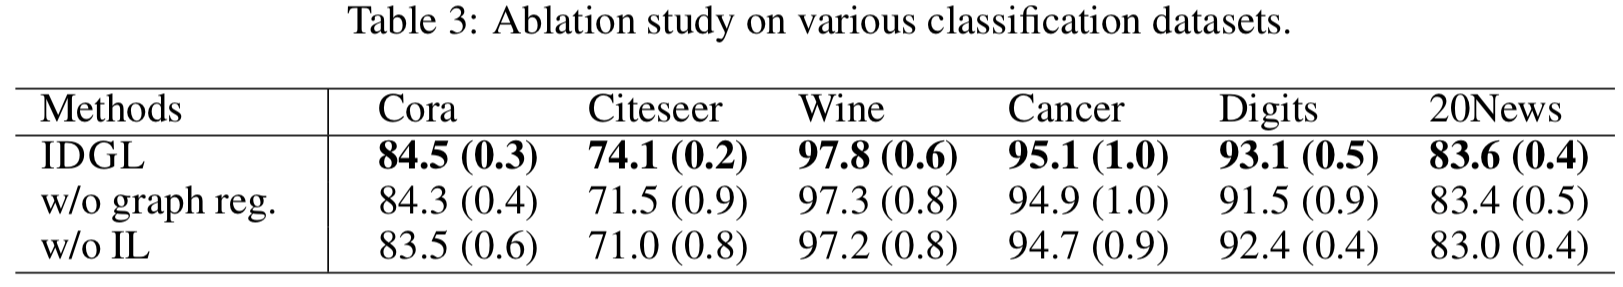 Table 3: Ablation study on various classification datasets.
Methods Cora Citeseer Wine Cancer Digits 20News
IDGL 84.5 (0.3) 74.1 (0.2) 97.8 (0.6) 95.1 (1.0) 93.1 (0.5) 83.6 (0.4)
w/o graph reg. 84.3 (0.4) 71.5 (0.9) 97.3 (0.8) 94.9 (1.0) 91.5 (0.9) 83.4 (0.5)
w/o IL 83.5 (0.6) 71.0 (0.8) 97.2 (0.8) 94.7 (0.9) 92.4 (0.4) 83.0 (0.4)